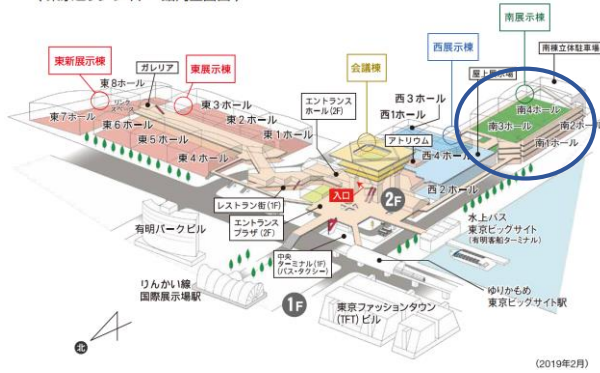 南展示棟
東新展示棟
ガレリア
東展示棟
会議棟
西展示棟
南棟立体駐車場
屋上展示場
東8ホール
東7ホール
東6ホール
東5ホール
東4ホール
東3ホール
東2ホール
東1ホール
エントランス
ホール(2F)
西3ホール
西1ホール
アトリウム
西4ホール
西2ホール
南4ホール
南3ホール
南2ホール
南1ホール
入口
2F
レストラン街(1F)
エントランス
プラザ(2F)
中央
ターミナル(1F)
(バス・タクシー)
有明パークビル
りんかい線
国際展示場駅
1F
東京ファッションタウン
(TFT)ビル
水上バス
東京ビッグサイト
(有明客船ターミナル)
ゆりかもめ
東京ビッグサイト駅
北
(2019年2月)